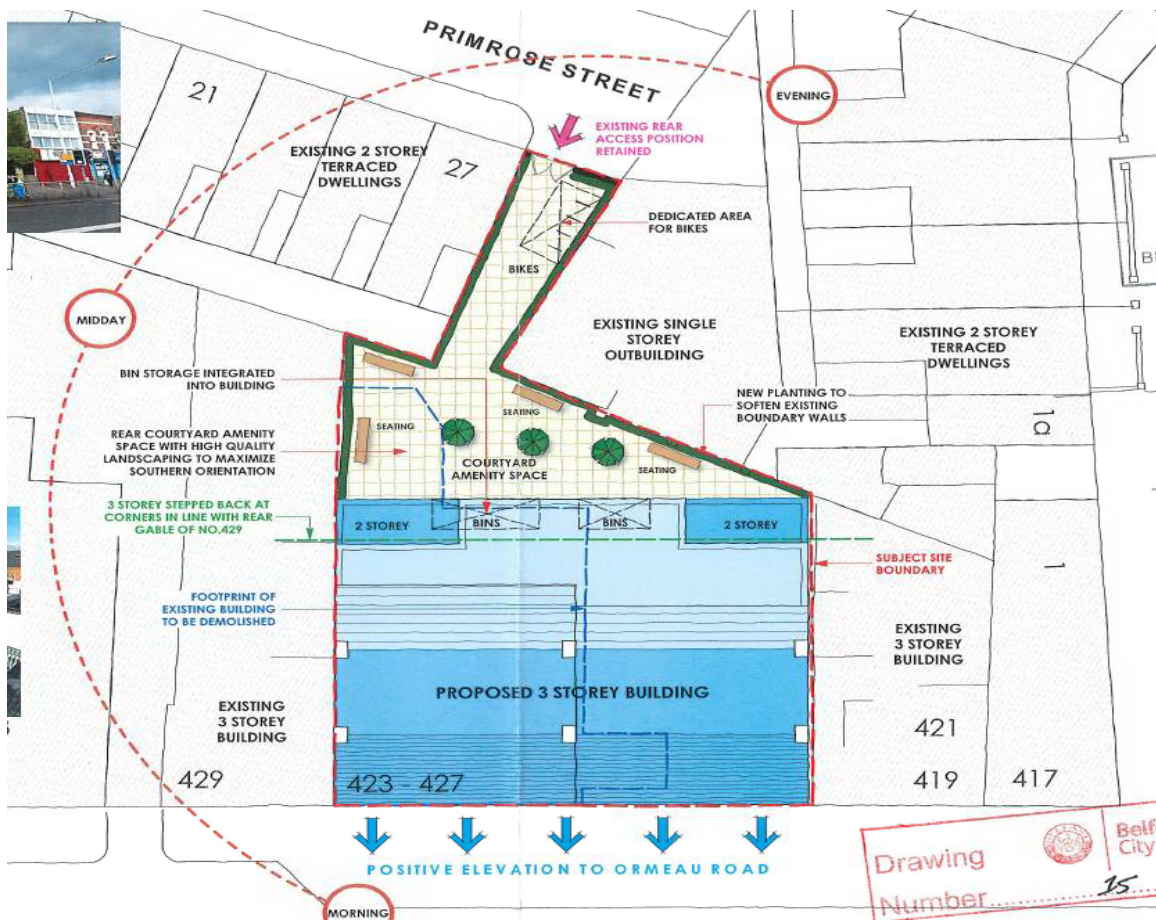 PRIMROSE STREET
EVENING
21
EXISTING 2 STOREY
TERRACED
DWELLINGS
27
EXISTING REAR
ACCESS POSITION
RETAINED
DEDICATED AREA
FOR BIKES
BIKES
MIDDAY
EXISTING SINGLE
STOREY
OUTBUILDING
EXISTING 2 STOREY
TERRACED
DWELLINGS
BIN STORAGE INTEGRATED
INTO BUILDING
NEW PLANTING TO
SOFTEN EXISTING
BOUNDARY WALLS
1a
REAR COURTYARD AMENITY
SPACE WITH HIGH QUALITY
LANDSCAPING TO MAXIMIZE
SOUTHERN ORIENTATION
SEATING
SEATING
SEATING
COURTYARD
AMENITY SPACE
3 STOREY STEPPED BACK AT
CORNERS IN LINE WITH REAR
GABLE OF NO.429
2 STOREY
BINS
BINS
2 STOREY
SUBJECT SITE
BOUNDARY
1
FOOTPRINT OF
EXISTING BUILDING
TO BE DEMOLISHED
EXISTING
3 STOREY
BUILDING
PROPOSED 3 STOREY BUILDING
EXISTING
3 STOREY
BUILDING
421
429
423 - 427
419
417
POSITIVE ELEVATION TO ORMEAU ROAD
MORNING
Drawing
Number.............15
Belf
City